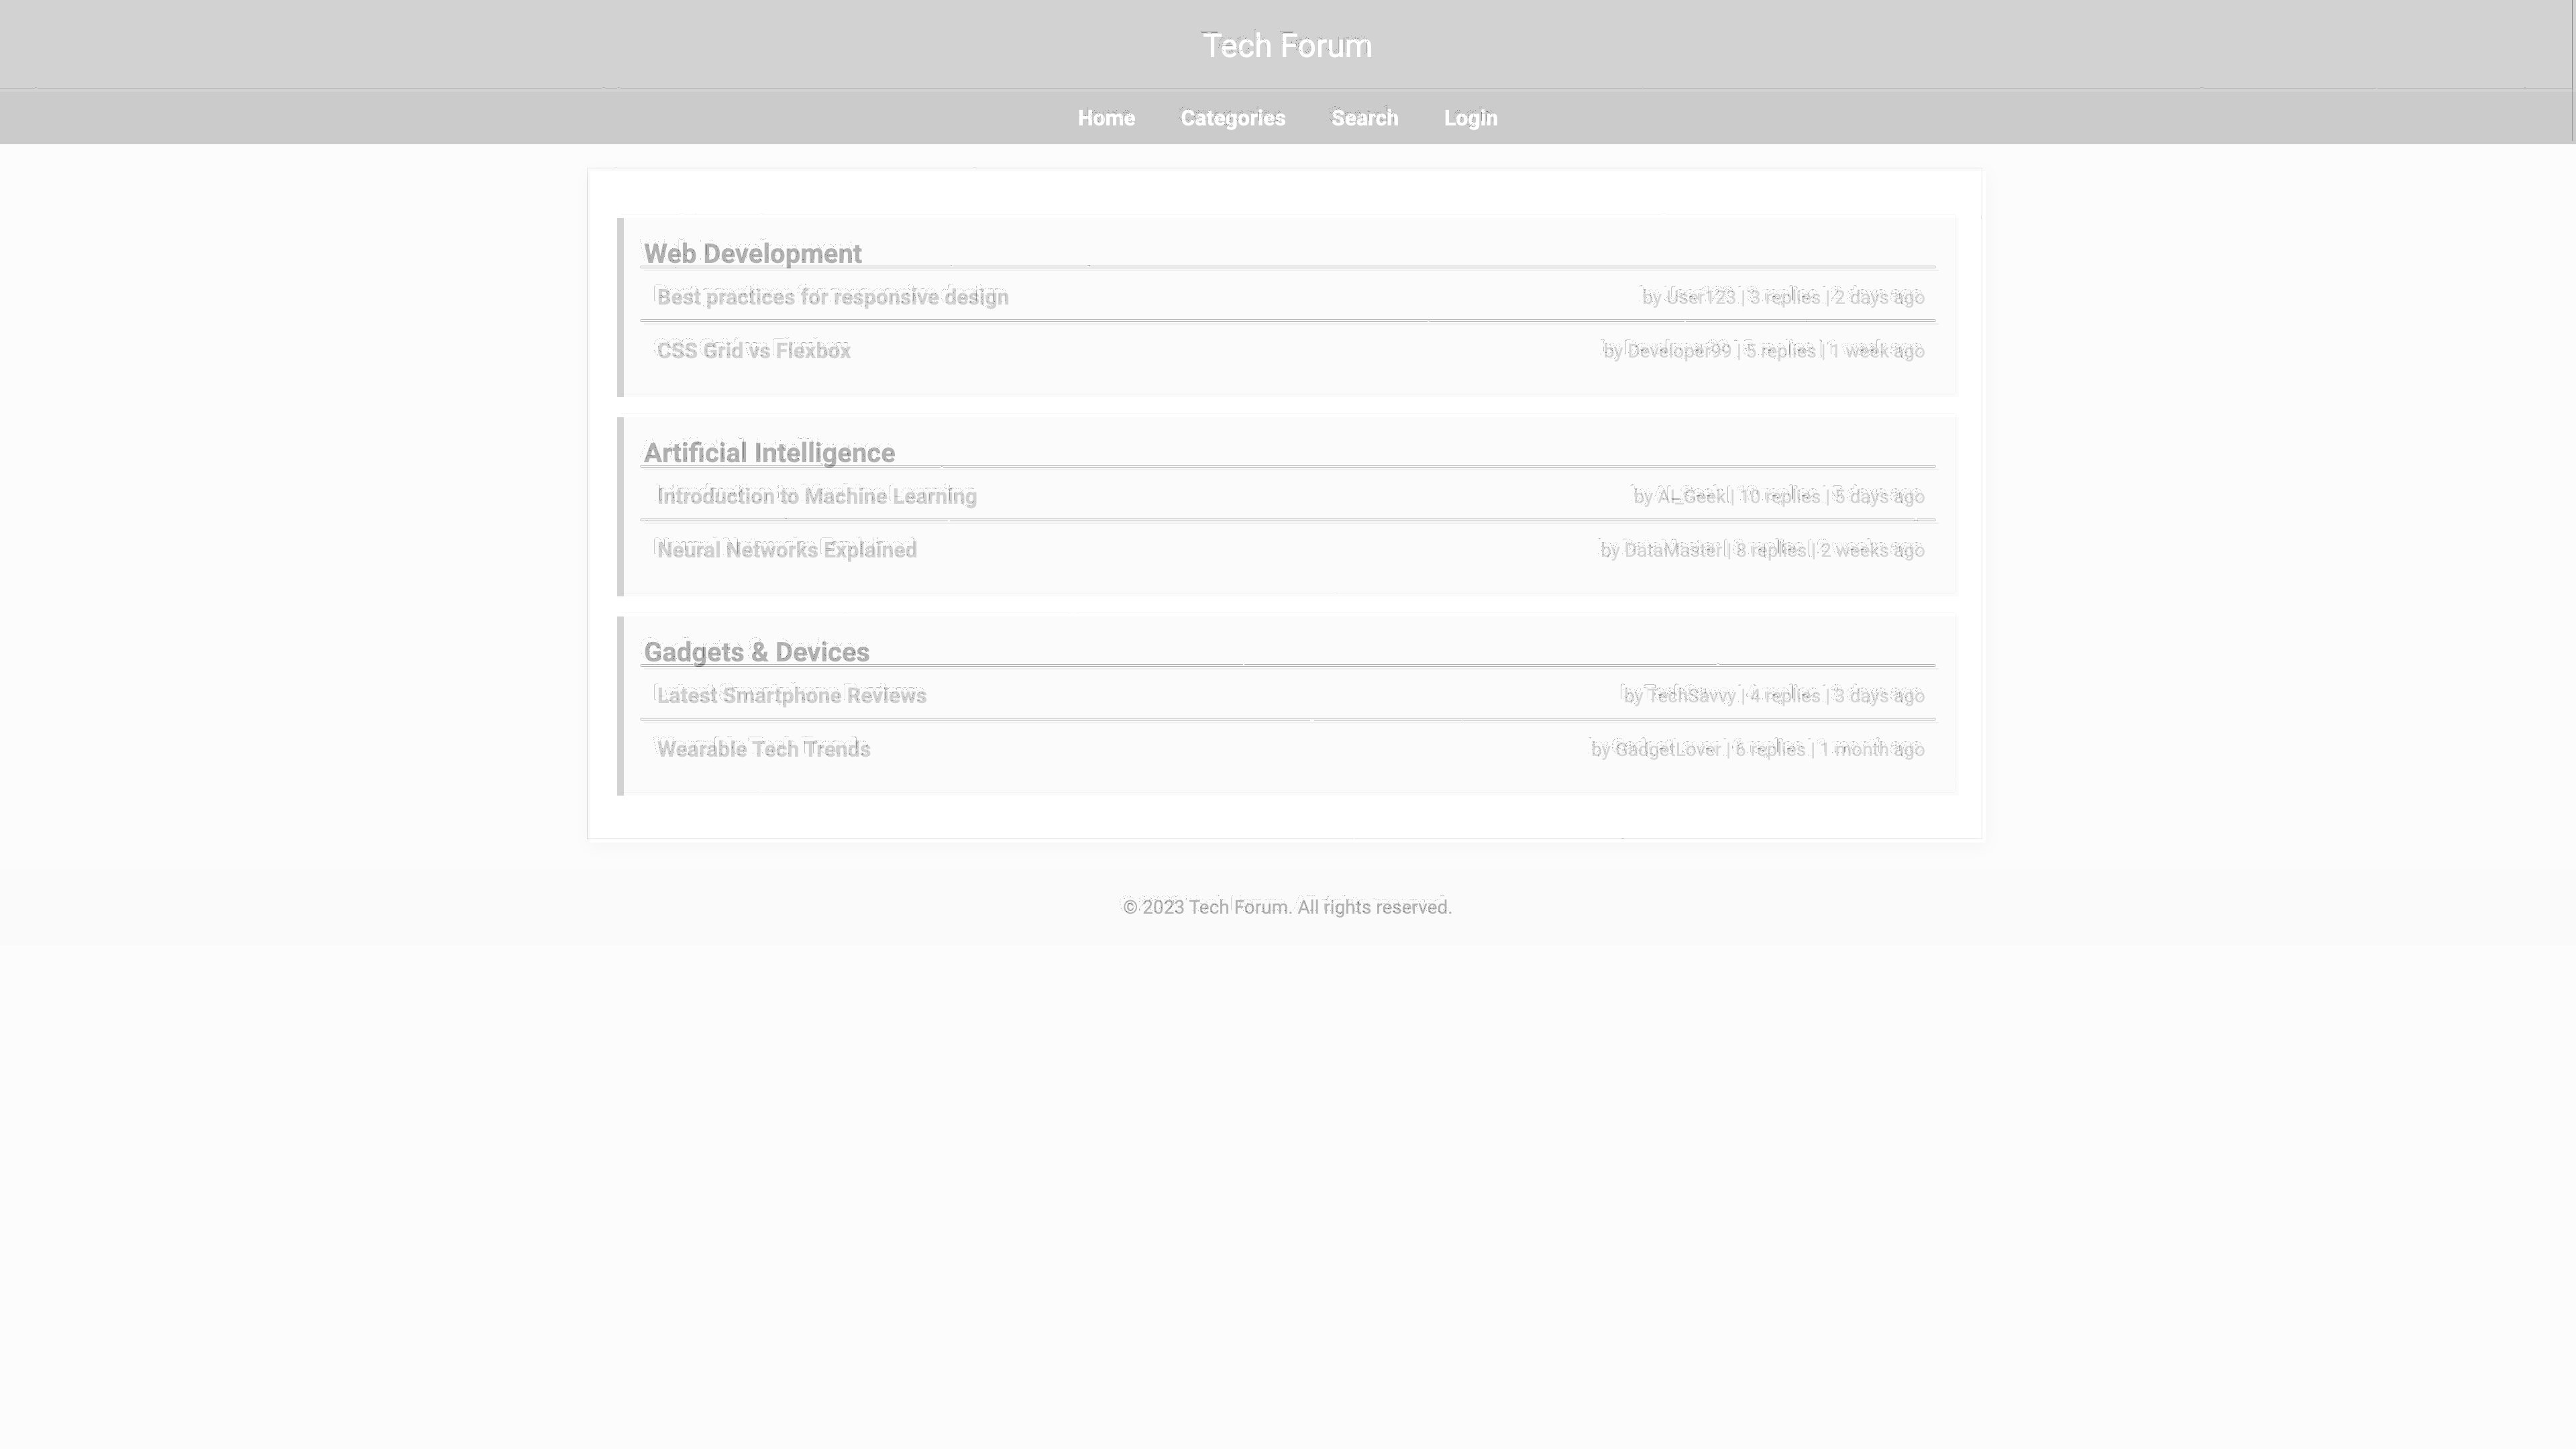 Tech Forum
Home Categories Search Login
Web Development
Best practices for responsive design by User123 | 3 replies | 2 days ago
CSS Grid vs Flexbox by Developer99 | 5 replies | 1 week ago
Artificial Intelligence
Introduction to Machine Learning by AI_Geek | 10 replies | 5 days ago
Neural Networks Explained by DataMaster | 8 replies | 2 weeks ago
Gadgets & Devices
Latest Smartphone Reviews by TechSavvy | 4 replies | 3 days ago
Wearable Tech Trends by GadgetLover | 6 replies | 1 month ago
© 2023 Tech Forum. All rights reserved.